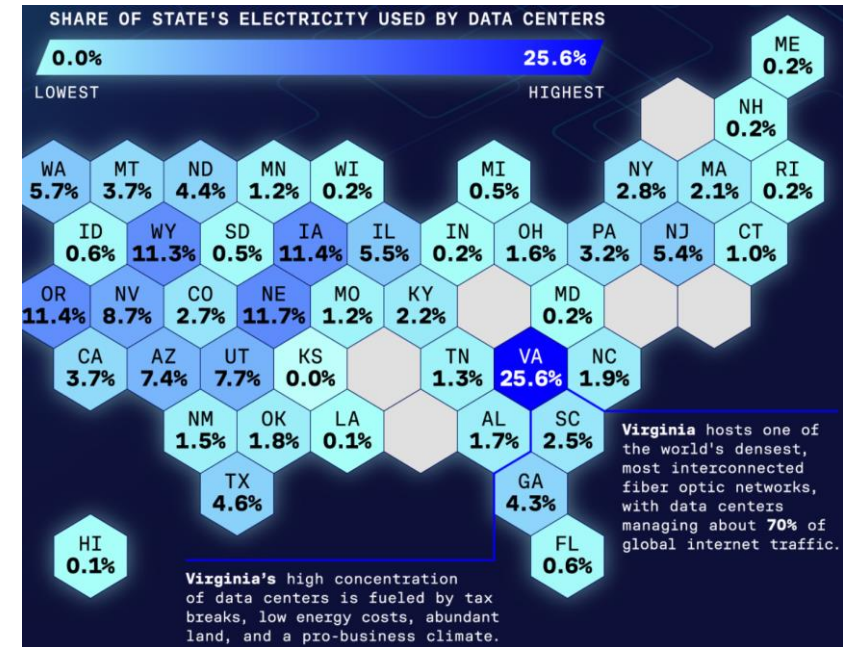 SHARE OF STATE'S ELECTRICITY USED BY DATA CENTERS
0.0% 25.6%
LOWEST HIGHEST
ME
0.2%
NH
0.2%
WA MT ND MN WI MI NY MA RI
5.7% 3.7% 4.4% 1.2% 0.2% 0.5% 2.8% 2.1% 0.2%
ID WY SD IA IL IN OH PA NJ CT
0.6% 11.3% 0.5% 11.4% 5.5% 0.2% 1.6% 3.2% 5.4% 1.0%
OR NV CO NE MO KY MD
11.4% 8.7% 2.7% 11.7% 1.2% 2.2% 0.2%
CA AZ UT KS TN VA NC
3.7% 7.4% 7.7% 0.0% 1.3% 25.6% 1.9%
NM OK LA AL SC
1.5% 1.8% 0.1% 1.7% 2.5%
TX GA
4.6% 4.3%
HI FL
0.1% 0.6%
Virginia hosts one of
the world's densest,
most interconnected
fiber optic networks,
with data centers
managing about 70% of
global internet traffic.
Virginia's high concentration
of data centers is fueled by tax
breaks, low energy costs, abundant
land, and a pro-business climate.